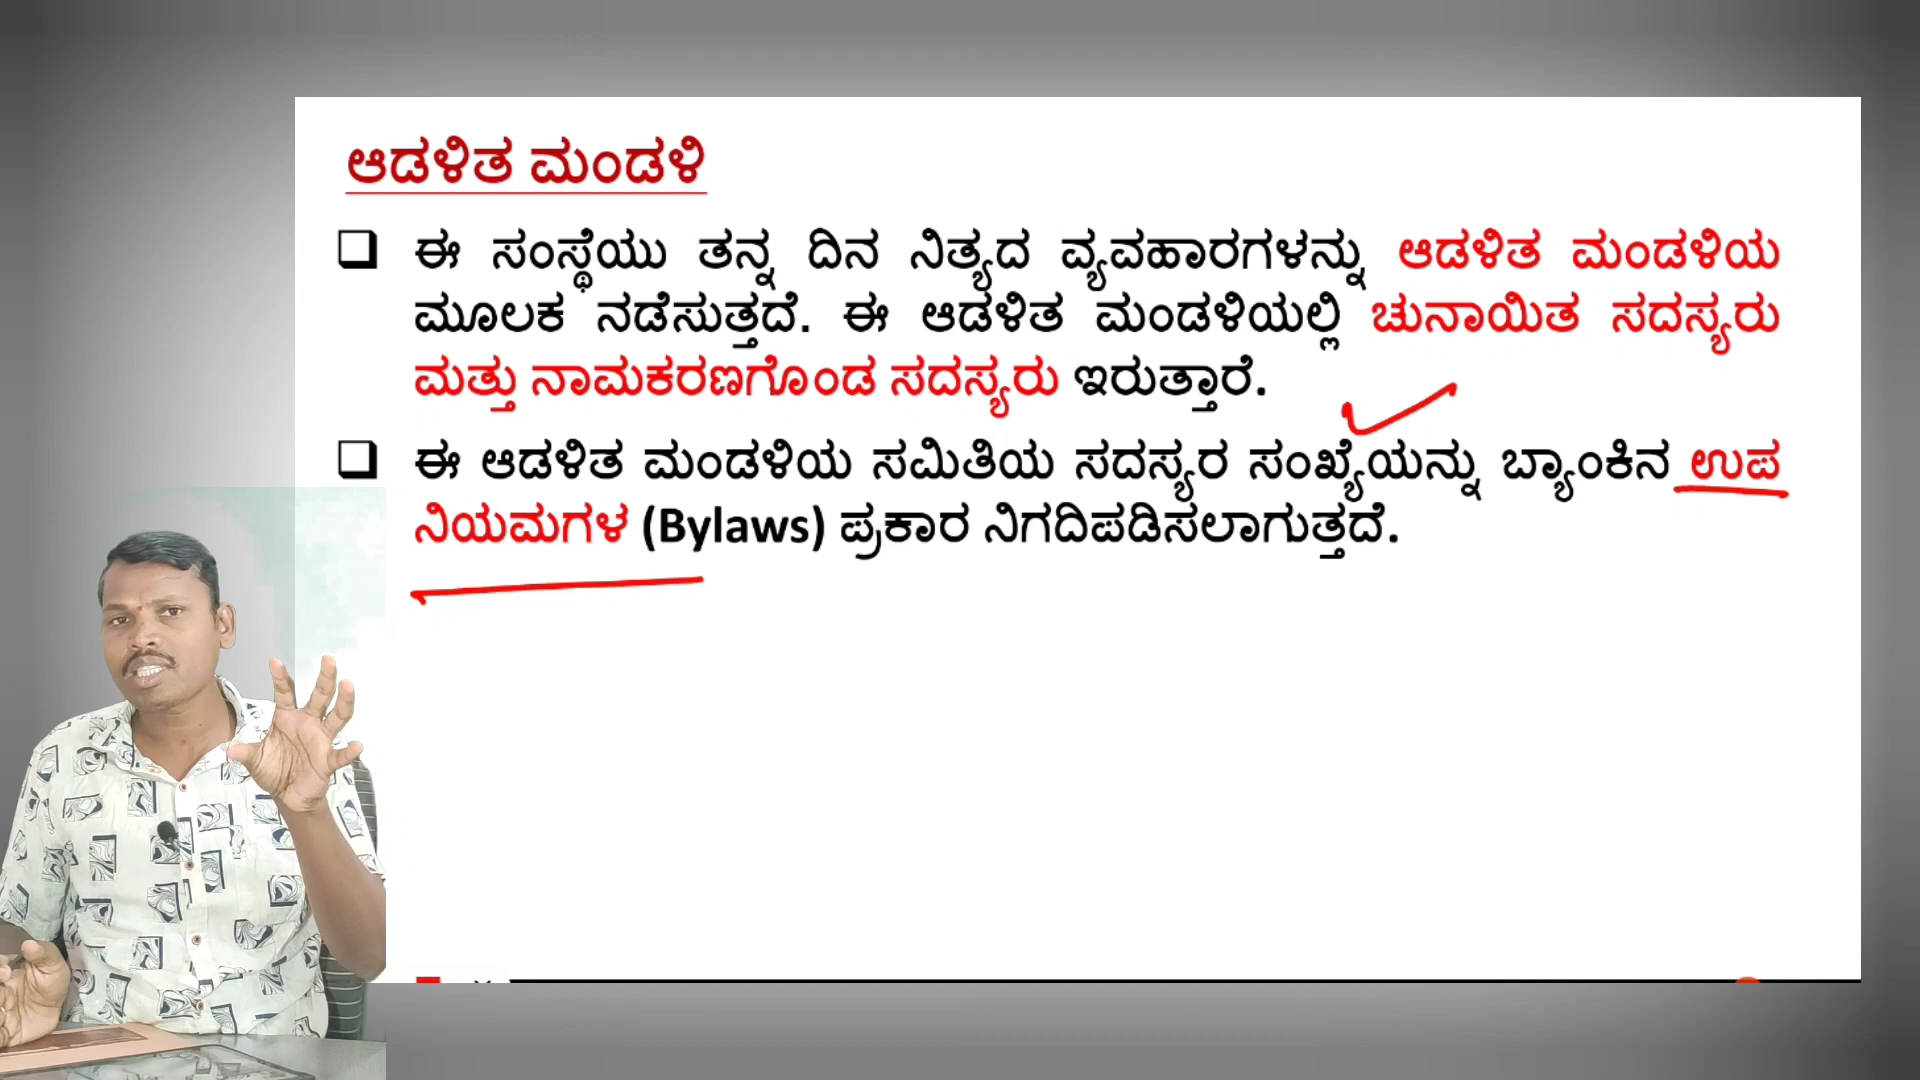 ಆಡಳಿತ ಮಂಡಳಿ
❑ ಈ ಸಂಸ್ಥೆಯು ತನ್ನ ದಿನ ನಿತ್ಯದ ವ್ಯವಹಾರಗಳನ್ನು ಆಡಳಿತ ಮಂಡಳಿಯ
ಮೂಲಕ ನಡೆಸುತ್ತದೆ. ಈ ಆಡಳಿತ ಮಂಡಳಿಯಲ್ಲಿ ಚುನಾಯಿತ ಸದಸ್ಯರು
ಮತ್ತು ನಾಮಕರಣಗೊಂಡ ಸದಸ್ಯರು ಇರುತ್ತಾರೆ.
❑ ಈ ಆಡಳಿತ ಮಂಡಳಿಯ ಸಮಿತಿಯ ಸದಸ್ಯರ ಸಂಖ್ಯೆಯನ್ನು ಬ್ಯಾಂಕಿನ ಉಪ
ನಿಯಮಗಳ (Bylaws) ಪ್ರಕಾರ ನಿಗದಿಪಡಿಸಲಾಗುತ್ತದೆ.